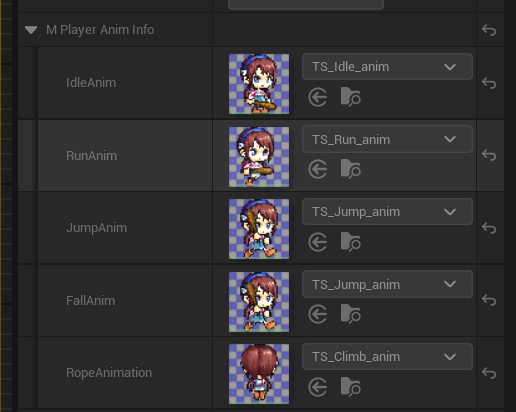 M Player Anim Info
IdleAnim
TS_Idle_anim
RunAnim
TS_Run_anim
JumpAnim
TS_Jump_anim
FallAnim
TS_Jump_anim
RopeAnimation
TS_Climb_anim